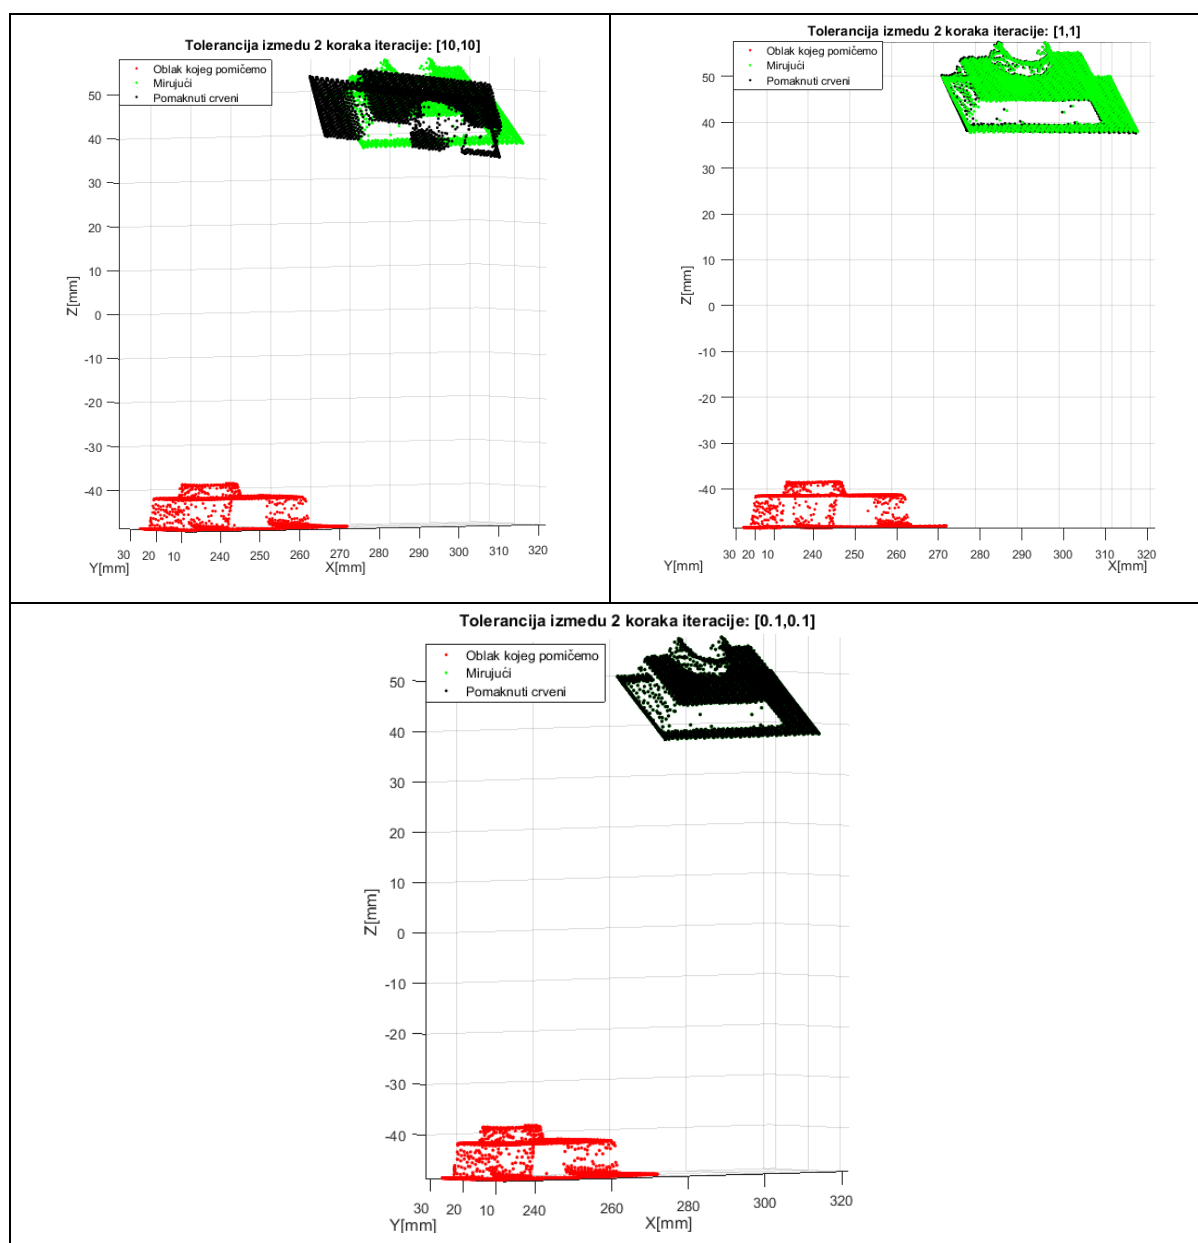 Tolerancija izmedu 2 koraka iteracije: [10,10]
Oblak kojeg pomičemo
Mirujući
Pomaknuti crveni
50
40
30
20
10
0
-10
-20
-30
-40
Z[mm]
30 20 10 240 250 260 270 280 290 300 310 320
Y[mm] X[mm]
Tolerancija izmedu 2 koraka iteracije: [1,1]
Oblak kojeg pomičemo
Mirujući
Pomaknuti crveni
50
40
30
20
10
0
-10
-20
-30
-40
Z[mm]
30 20 10 240 250 260 270 280 290 300 310 320
Y[mm] X[mm]
Tolerancija izmedu 2 koraka iteracije: [0.1,0.1]
Oblak kojeg pomičemo
Mirujući
Pomaknuti crveni
50
40
30
20
10
0
-10
-20
-30
-40
Z[mm]
30 20 10 240 260 280 300 320
Y[mm] X[mm]